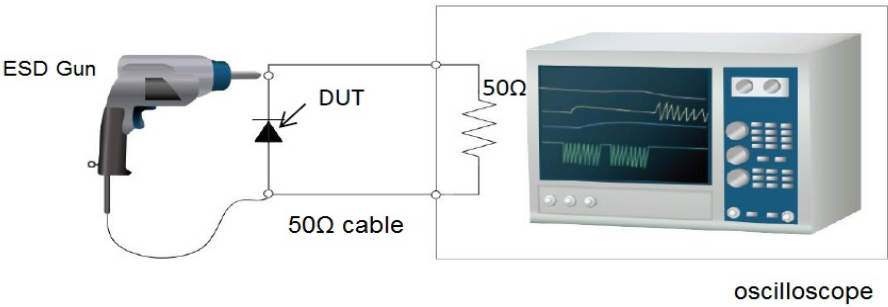 ESD Gun
DUT
50Ω
50Ω cable
oscilloscope